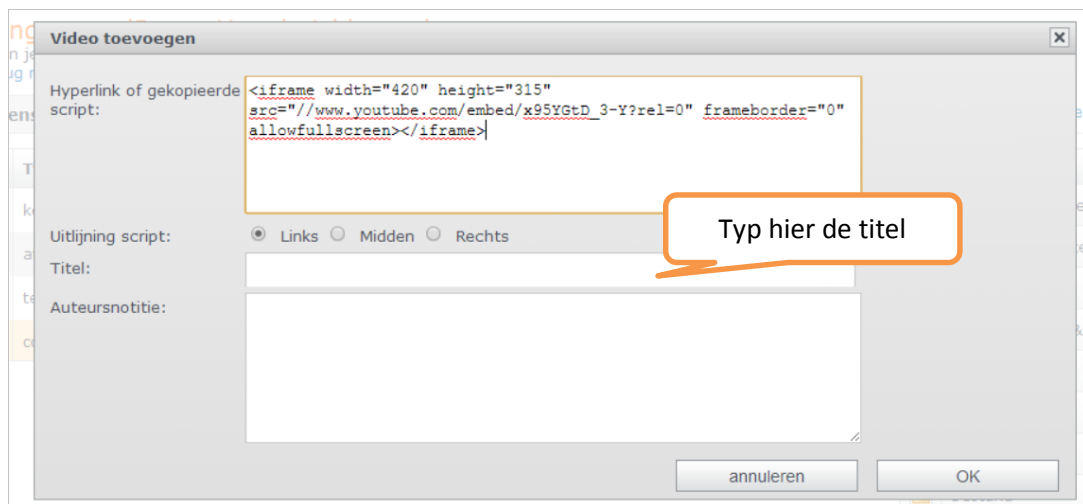 Video toevoegen
Hyperlink of gekopieerde script:
<iframe width="420" height="315"
src="//www.youtube.com/embed/x95YGtD_3-Y?rel=0" frameborder="0"
allowfullscreen></iframe>
Uitlijning script:
Links Midden Rechts
Titel:
Typ hier de titel
Auteursnotitie:
annuleren OK